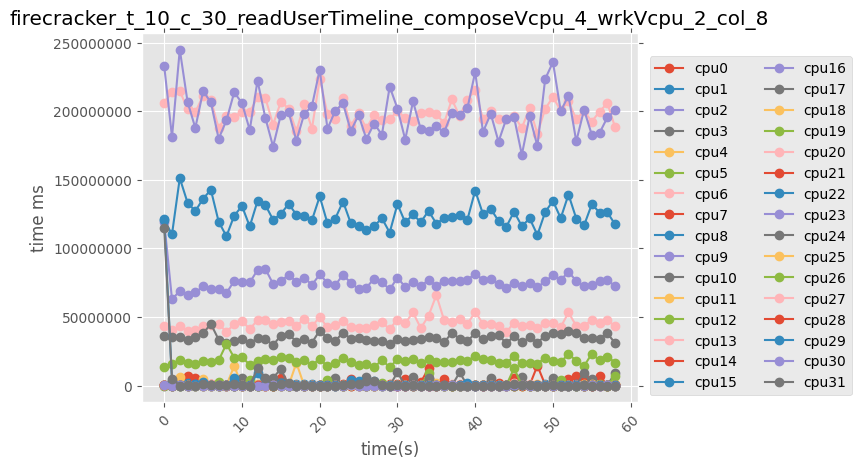 firecracker_t_10_c_30_readUserTimeline_composeVcpu_4_wrkVcpu_2_col_8
250000000
200000000
150000000
100000000
50000000
0
time ms
0
10
20
30
40
50
60
time(s)
cpu0
cpu1
cpu2
cpu3
cpu4
cpu5
cpu6
cpu7
cpu8
cpu9
cpu10
cpu11
cpu12
cpu13
cpu14
cpu15
cpu16
cpu17
cpu18
cpu19
cpu20
cpu21
cpu22
cpu23
cpu24
cpu25
cpu26
cpu27
cpu28
cpu29
cpu30
cpu31